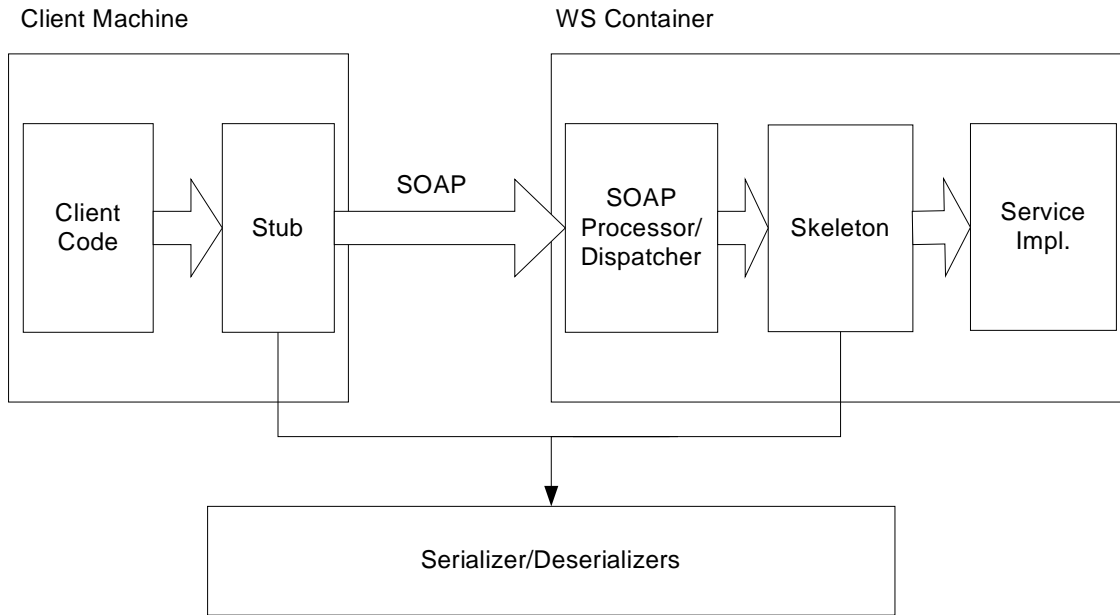 Client Machine
WS Container
Client
Code
Stub
SOAP
SOAP
Processor/
Dispatcher
Skeleton
Service
Impl.
Serializer/Deserializers